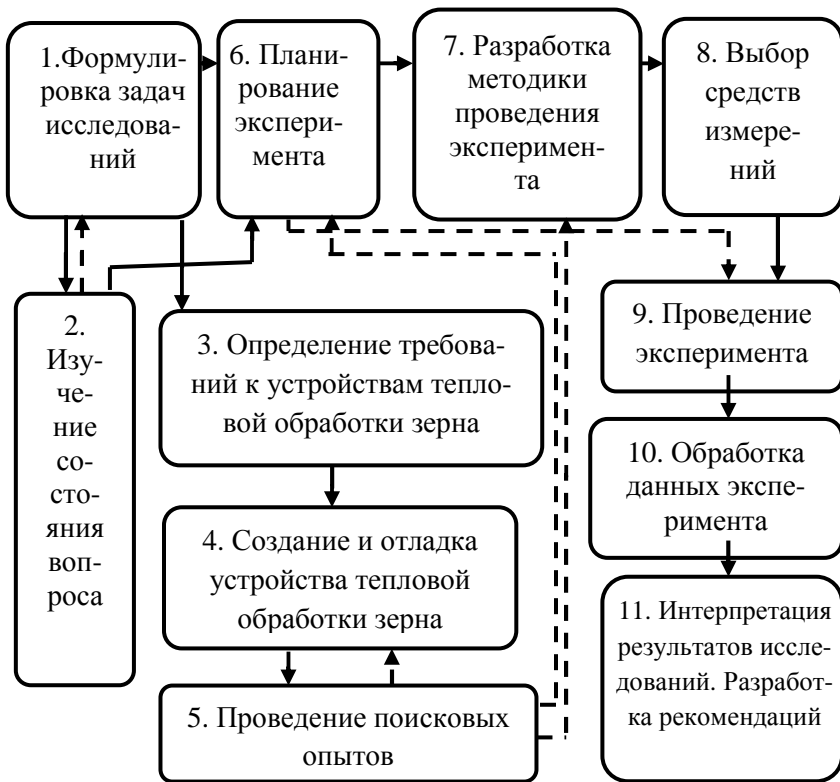 1.Формули-
ровка задач
исследова-
ний
6. Плани-
рование
экспери-
мента
7. Разработка
методики
проведения
эксперимен-
та
8. Выбор
средств
измере-
ний
2.
Изу-
че-
ние
со-
сто-
яния
воп-
роса
3. Определение требова-
ний к устройствам тепло-
вой обработки зерна
4. Создание и отладка
устройства тепловой
обработки зерна
5. Проведение поисковых
опытов
9. Проведение
эксперимента
10. Обработка
данных экспе-
римента
11. Интерпретация
результатов иссле-
дований. Разработ-
ка рекомендаций